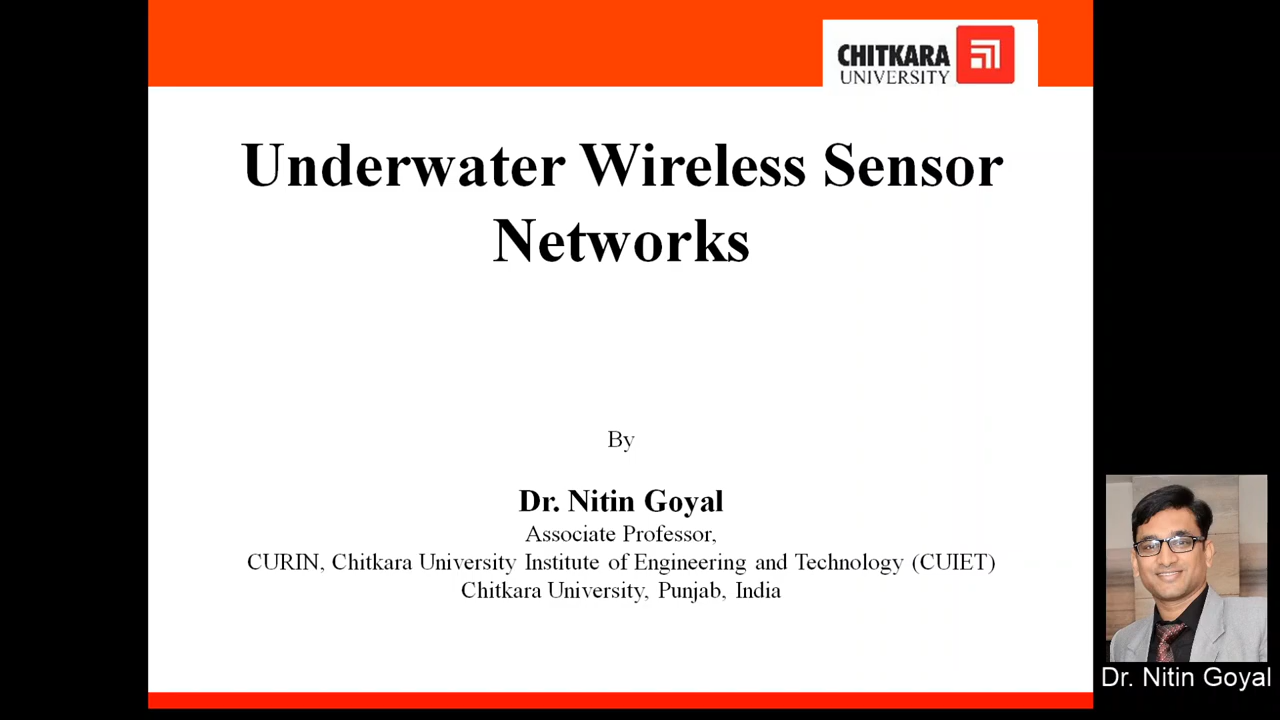 CHITKARA
UNIVERSITY
Underwater Wireless Sensor
Networks
By
Dr. Nitin Goyal
Associate Professor,
CURIN, Chitkara University Institute of Engineering and Technology (CUIET)
Chitkara University, Punjab, India
Dr. Nitin Goyal